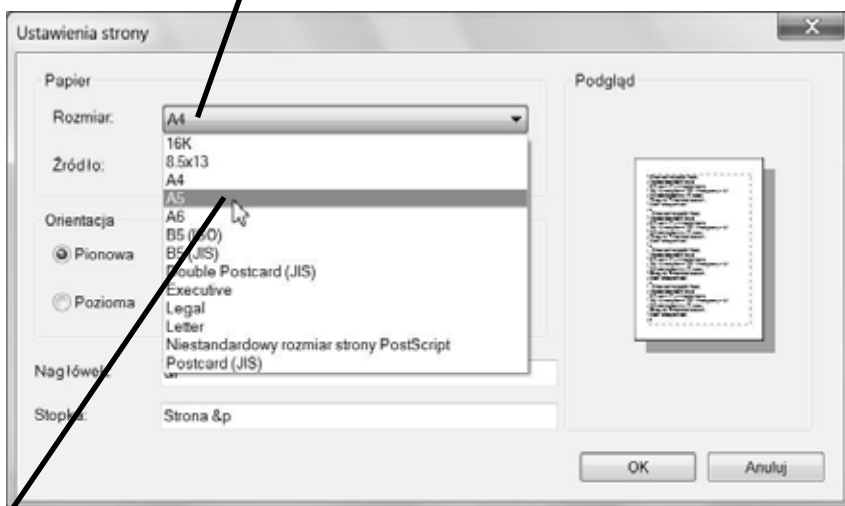 Ustawienia strony
X
Papier
Podgląd
Rozmiar:
A4
16K
8.5x13
Źródło:
A4
A5
Orientacja
A6
B5 (ISO)
Pionowa
B5 (JIS)
Double Postcard (JIS)
Executive
Pozioma
Legal
Letter
Niestandardowy rozmiar strony PostScript
Postcard (JIS)
Nagłówek:
Stopka:
Strona &p
OK
Anuluj